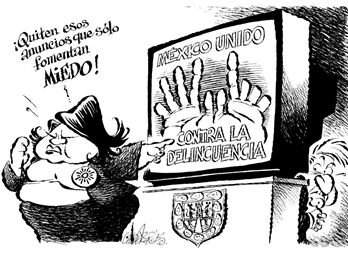 ¡Quiten esos
anuncios que sólo
fomentan
MIEDO!
MÉXICO UNIDO
CONTRA LA
DELINCUENCIA